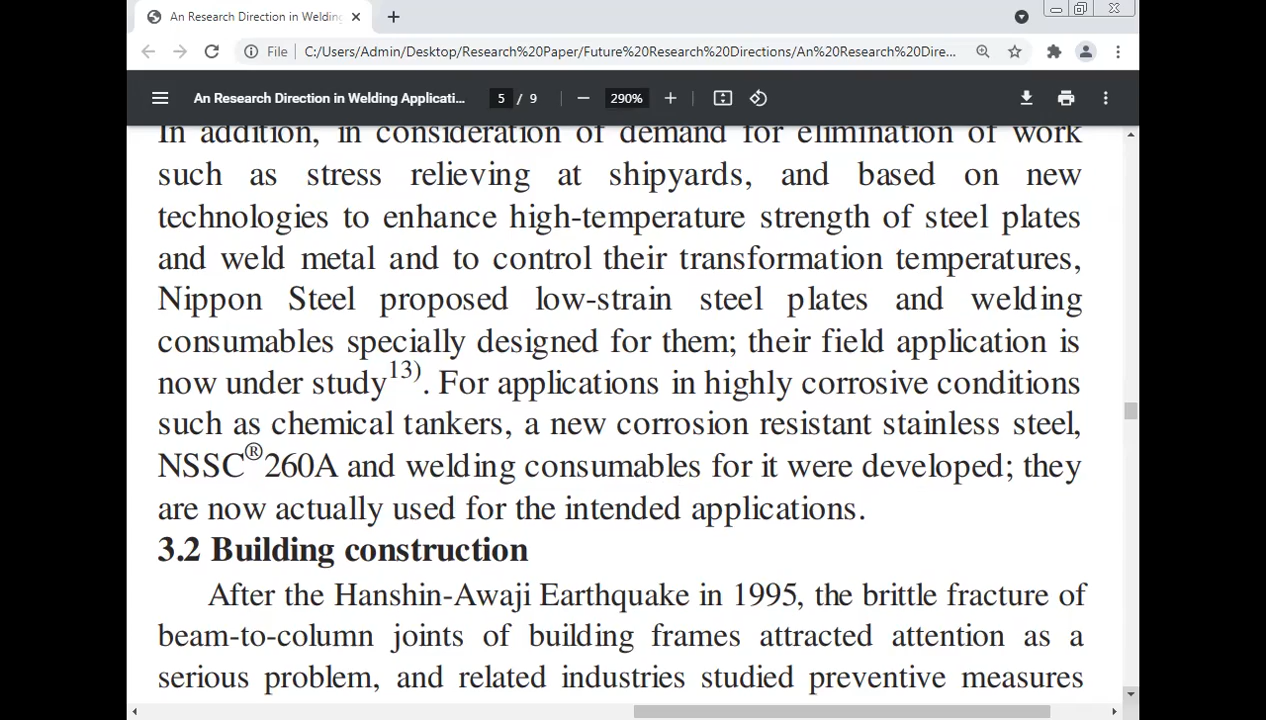 An Research Direction in Welding
File C:/Users/Admin/Desktop/Research%20Paper/Future%20Research%20Directions/An%20Research%20Dire...
An Research Direction in Welding Applicati... 5 / 9 290%
In addition, in consideration of demand for elimination of work
such as stress relieving at shipyards, and based on new
technologies to enhance high-temperature strength of steel plates
and weld metal and to control their transformation temperatures,
Nippon Steel proposed low-strain steel plates and welding
consumables specially designed for them; their field application is
now under study13). For applications in highly corrosive conditions
such as chemical tankers, a new corrosion resistant stainless steel,
NSSC®260A and welding consumables for it were developed; they
are now actually used for the intended applications.
3.2 Building construction
After the Hanshin-Awaji Earthquake in 1995, the brittle fracture of
beam-to-column joints of building frames attracted attention as a
serious problem, and related industries studied preventive measures